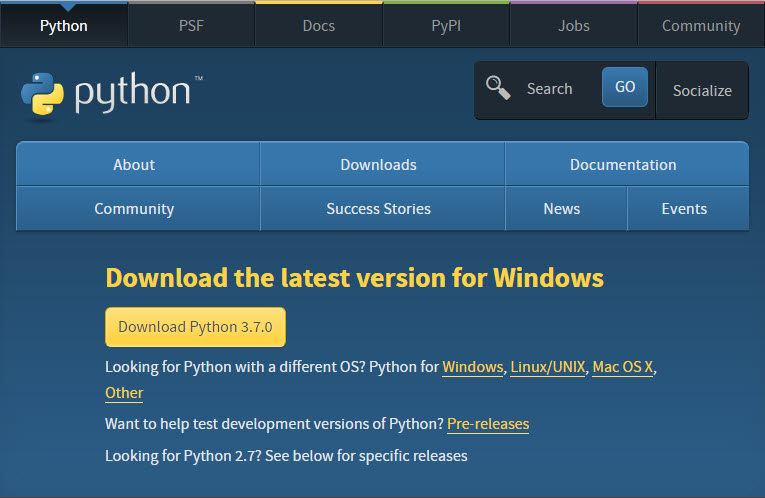 Python PSF Docs PyPI Jobs Community
python™ Search GO Socialize
About Downloads Documentation
Community Success Stories News Events
Download the latest version for Windows
Download Python 3.7.0
Looking for Python with a different OS? Python for Windows, Linux/UNIX, Mac OS X,
Other
Want to help test development versions of Python? Pre-releases
Looking for Python 2.7? See below for specific releases